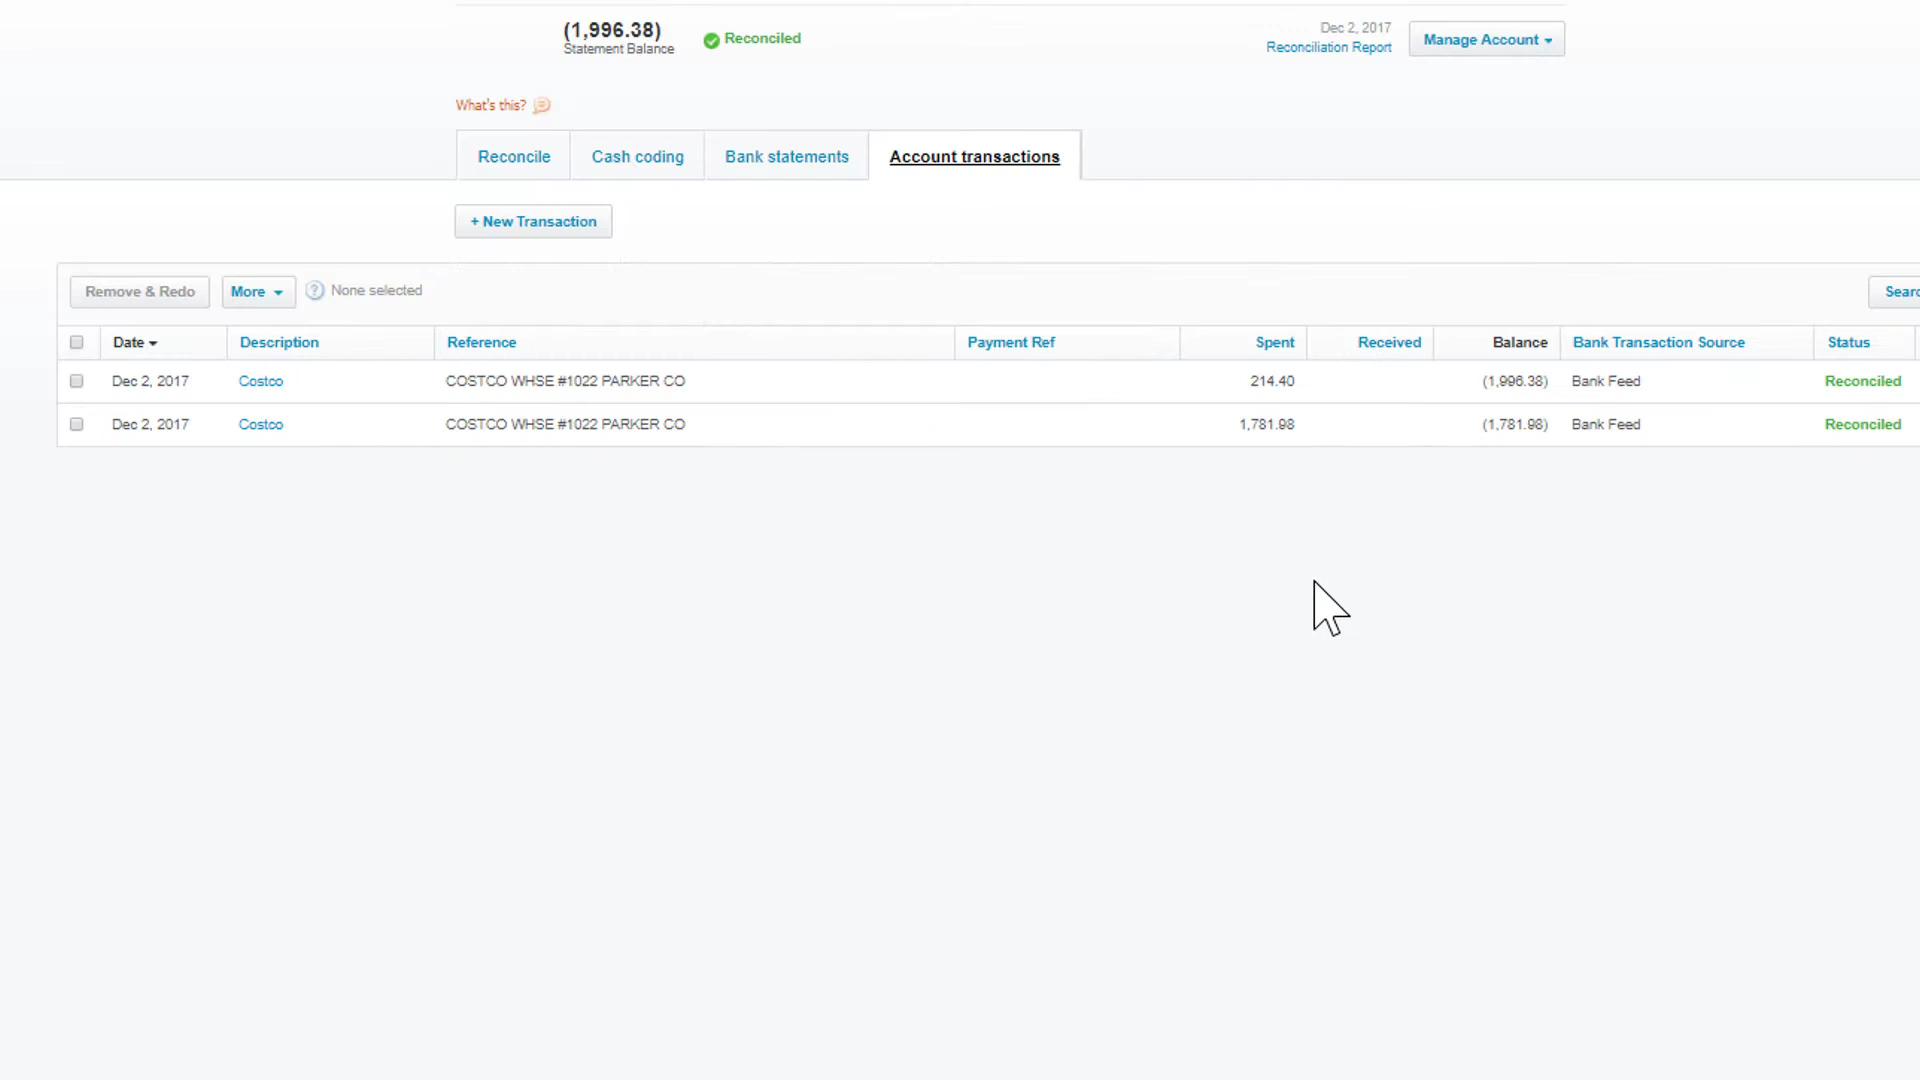 (1,996.38)
Statement Balance
Reconciled
Dec 2, 2017
Reconciliation Report
Manage Account
What's this?
Reconcile
Cash coding
Bank statements
Account transactions
+ New Transaction
Remove & Redo
More
? None selected
Searc
Date Description Reference Payment Ref Spent Received Balance Bank Transaction Source Status
Dec 2, 2017 Costco COSTCO WHSE #1022 PARKER CO 214.40 (1,996.38) Bank Feed Reconciled
Dec 2, 2017 Costco COSTCO WHSE #1022 PARKER CO 1,781.98 (1,781.98) Bank Feed Reconciled